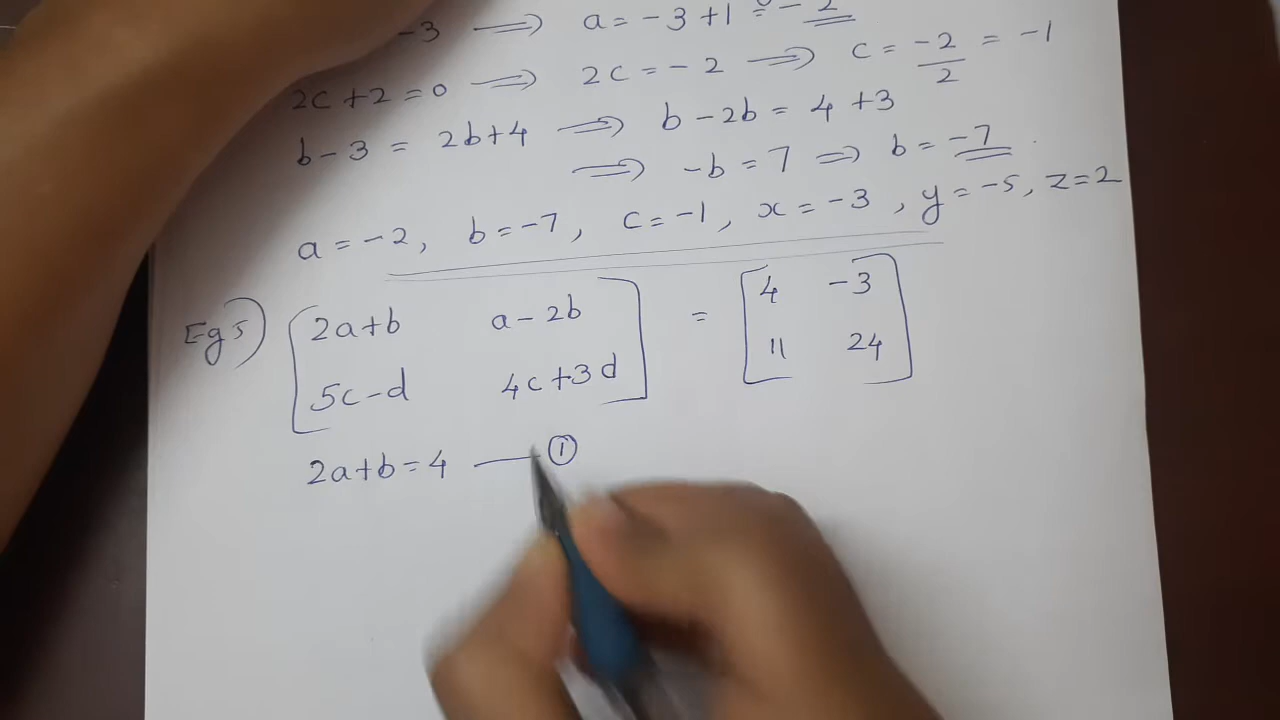 -3 ⟹ a = -3 + 1 = -2
2c + 2 = 0 ⟹ 2c = -2 ⟹ c = -2/2 = -1
b - 3 = 2b + 4 ⟹ b - 2b = 4 + 3
⟹ -b = 7 ⟹ b = -7
a = -2, b = -7, c = -1, x = -3, y = -5, z = 2
Eg 5) [2a+b a-2b] = [4 -3]
[5c-d 4c+3d] [11 24]
2a+b=4 — ①